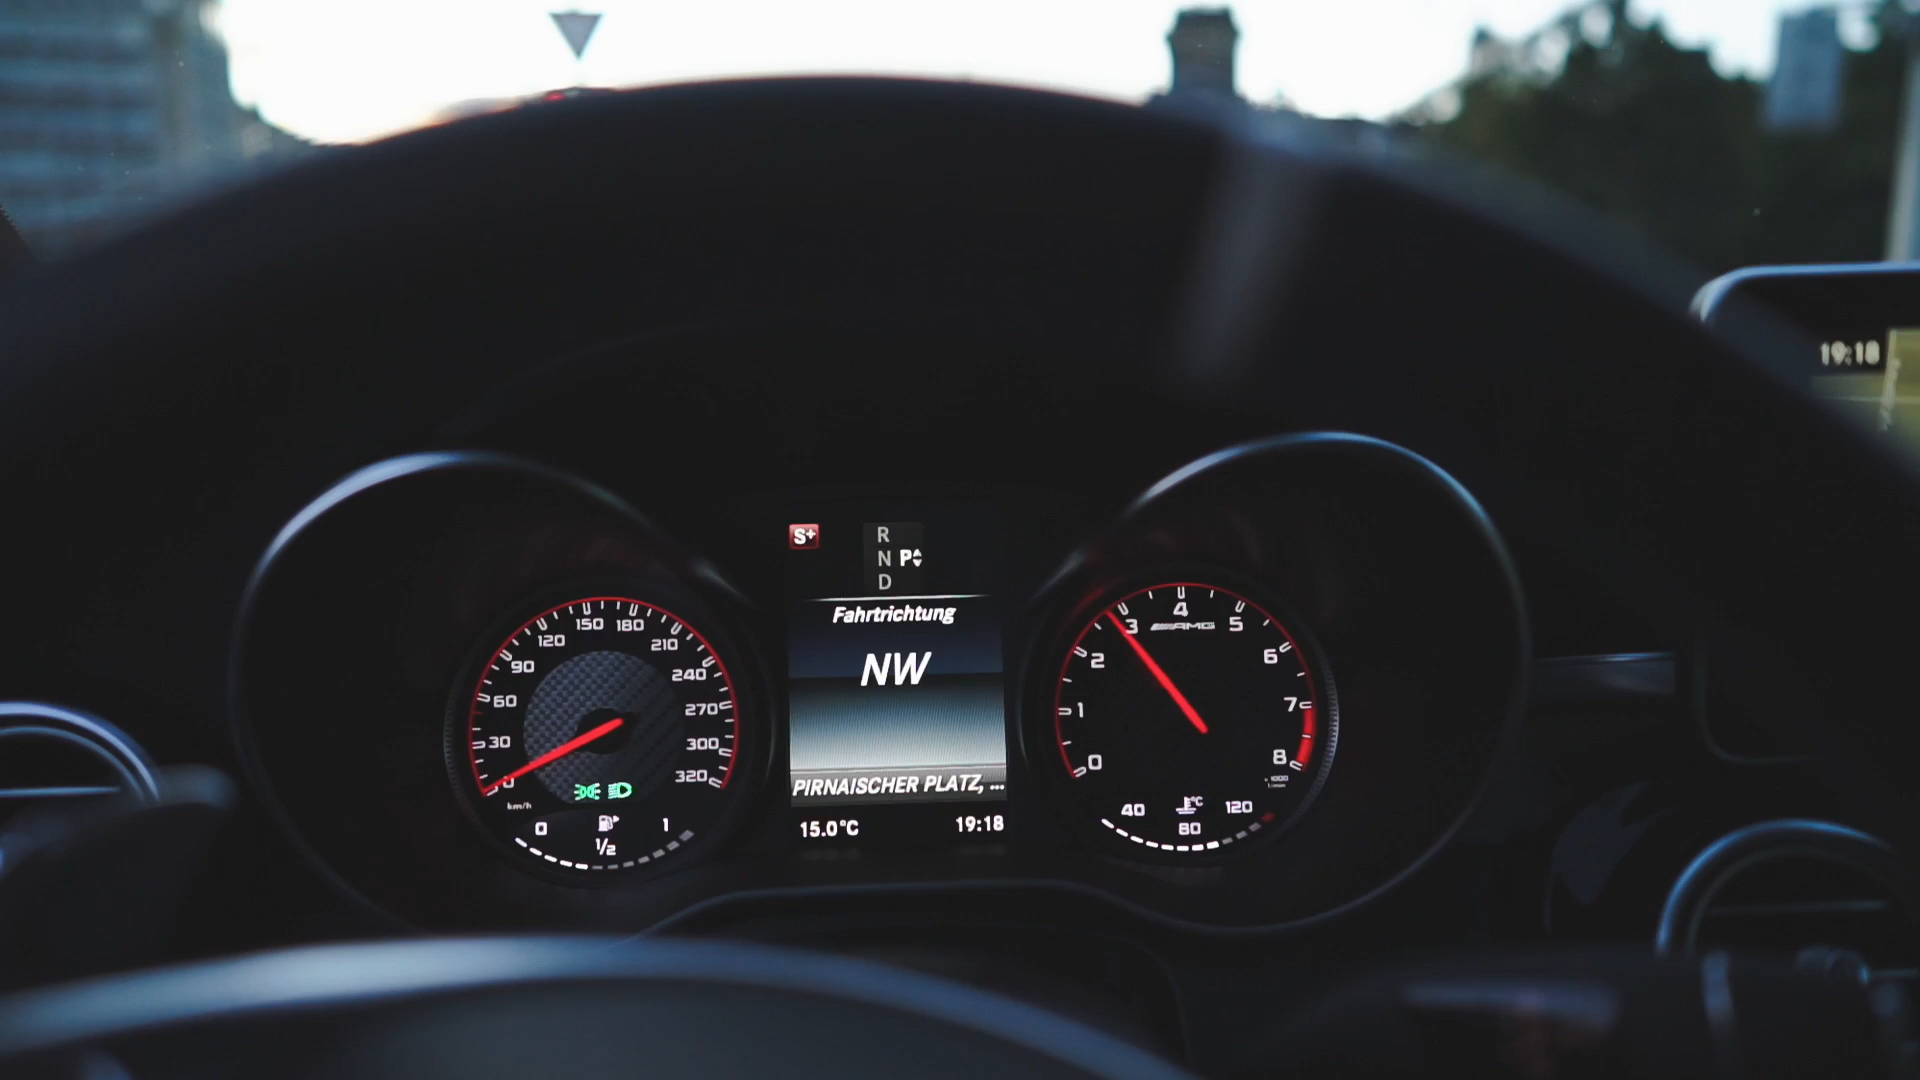 19:18
S+
R
N P
D
Fahrtrichtung
NW
PIRNAISCHER PLATZ, ...
15.0°C 19:18
0
30
60
90
120
150
180
210
240
270
300
320
km/h
0 1/2 1
0
1
2
3
4
5
6
7
8
AMG
40 °C 120
80